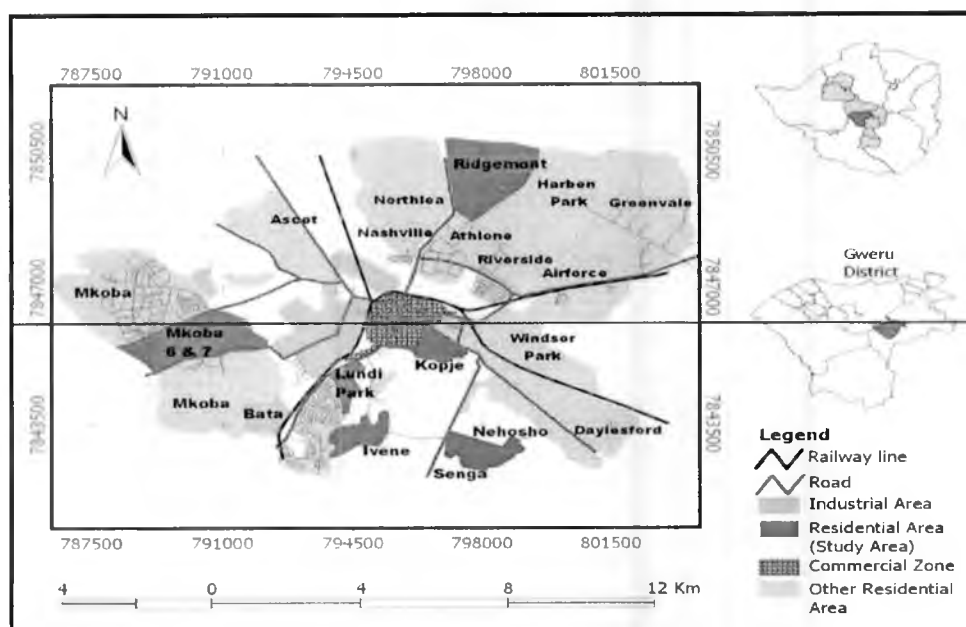 787500 791000 794500 798000 801500
N
7850500
7850500
Ridgemont
Harben
Park
Northlea
Greenvale
Ascot
Nashville
Athlone
Riverside
Airforce
Gweru
District
7847000
7847000
Mkoba
Mkoba
6 & 7
Windsor
Park
Kopje
Lundi
Park
Mkoba
Bata
7843500
7843500
Nehosho
Daylesford
Ivene
Senga
Legend
Railway line
Road
Industrial Area
Residential Area
(Study Area)
Commercial Zone
Other Residential
Area
787500 791000 794500 798000 801500
4 0 4 8 12 Km